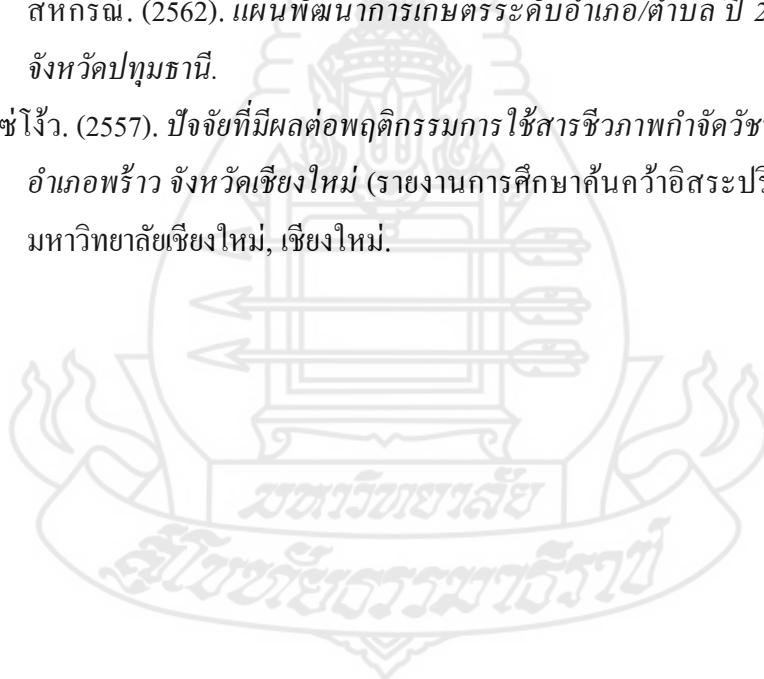 สหกรณ์. (2562). แผนพัฒนาการเกษตรระดับอำเภอ/ตำบล ปี 2
จังหวัดปทุมธานี.
ซ่โง้ว. (2557). ปัจจัยที่มีผลต่อพฤติกรรมการใช้สารชีวภาพกำจัดวัช
อำเภอพร้าว จังหวัดเชียงใหม่ (รายงานการศึกษาค้นคว้าอิสระปริ
มหาวิทยาลัยเชียงใหม่, เชียงใหม่.
มหาวิทยาลัย
สุโขทัยธรรมาธิราช